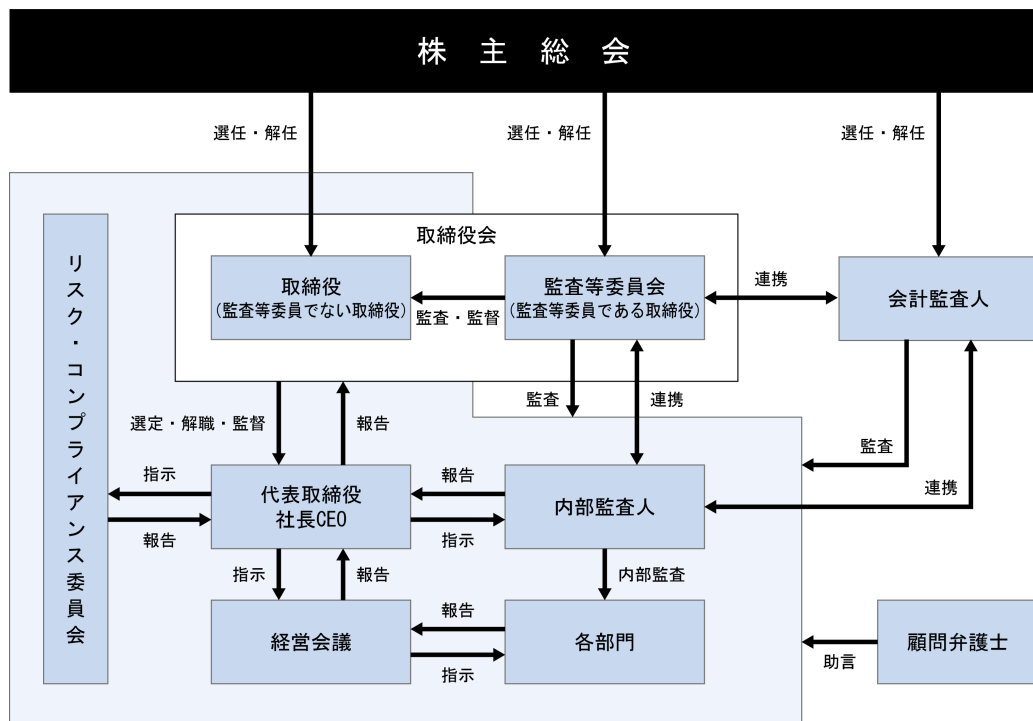 株主総会
選任・解任
選任・解任
選任・解任
取締役会
取締役
(監査等委員でない取締役)
監査・監督
監査等委員会
(監査等委員である取締役)
連携
会計監査人
リスク・コンプライアンス委員会
選定・解職・監督
報告
監査
連携
監査
連携
指示
報告
代表取締役
社長CEO
報告
指示
内部監査人
指示
報告
内部監査
経営会議
報告
指示
各部門
助言
顧問弁護士